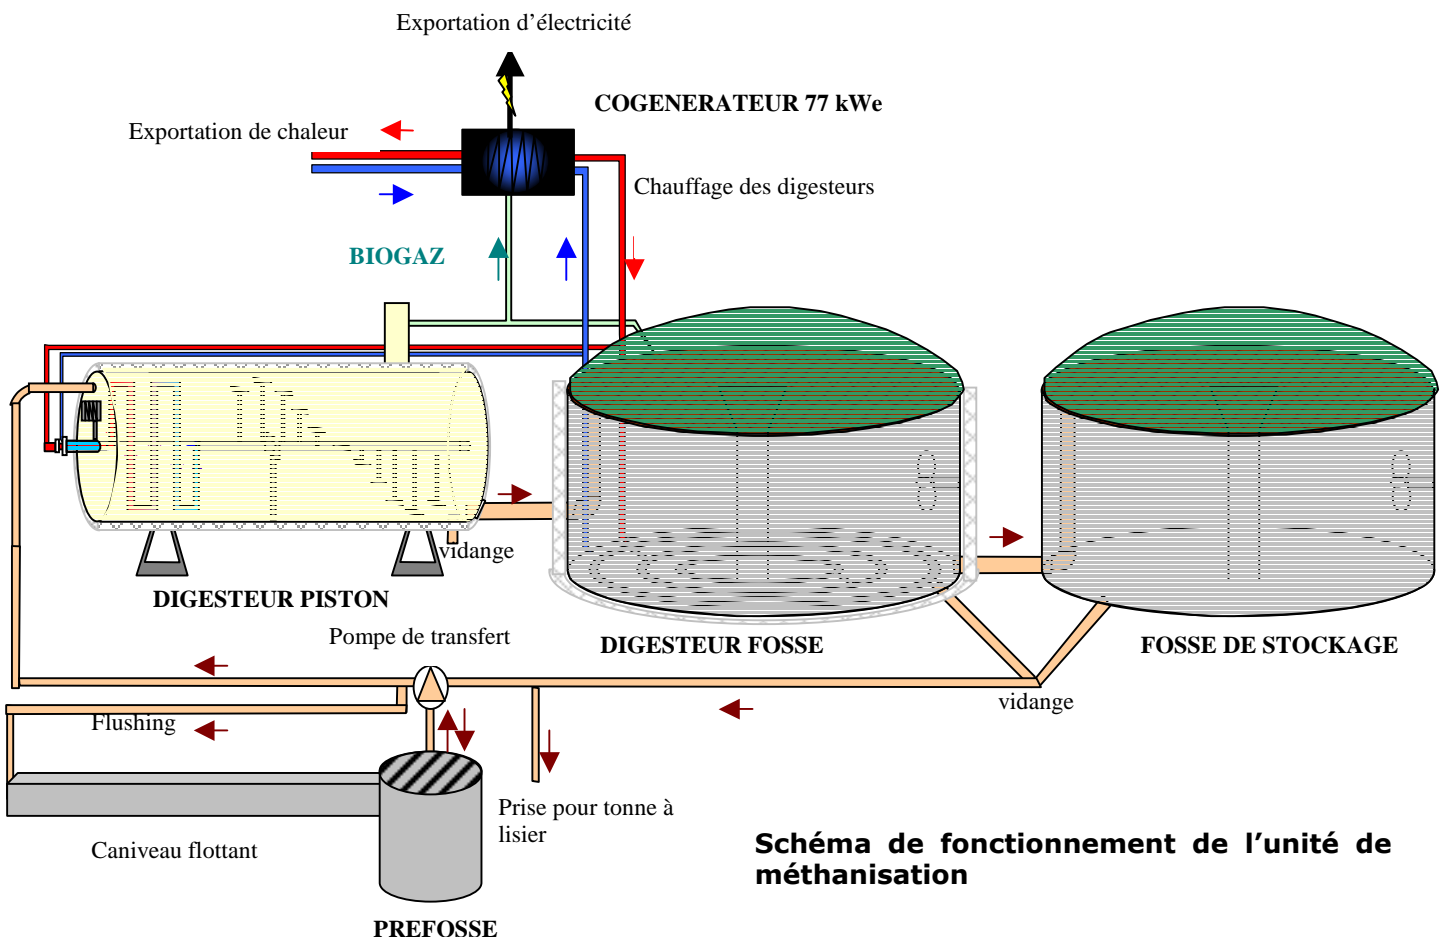 Exportation d’électricité
COGENERATEUR 77 kWe
Exportation de chaleur
Chauffage des digesteurs
BIOGAZ
vidange
DIGESTEUR PISTON
Pompe de transfert
DIGESTEUR FOSSE
FOSSE DE STOCKAGE
vidange
Flushing
Prise pour tonne à
lisier
Caniveau flottant
Schéma de fonctionnement de l’unité de
méthanisation
PREFOSSE